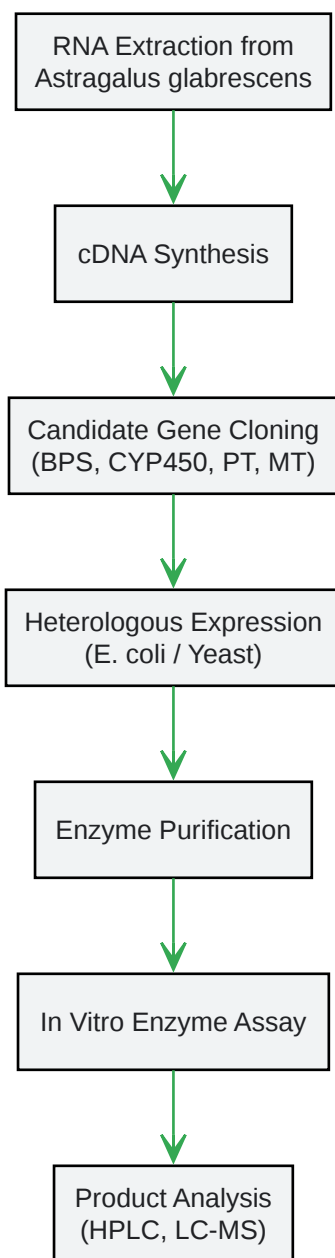 RNA Extraction from
Astragalus glabrescens
cDNA Synthesis
Candidate Gene Cloning
(BPS, CYP450, PT, MT)
Heterologous Expression
(E. coli / Yeast)
Enzyme Purification
In Vitro Enzyme Assay
Product Analysis
(HPLC, LC-MS)